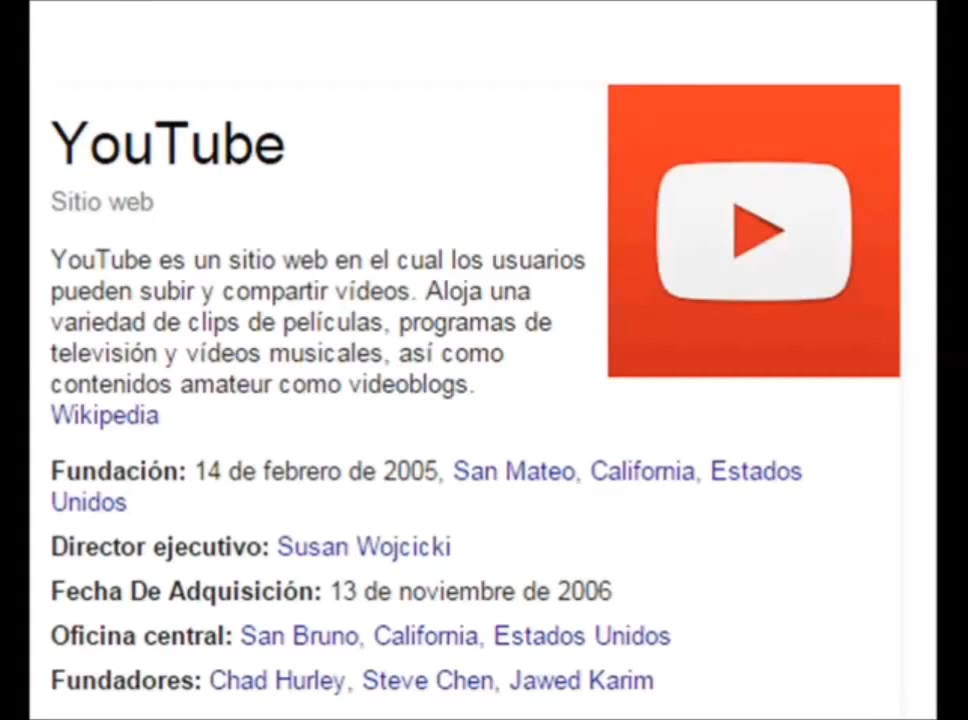 YouTube
Sitio web
YouTube es un sitio web en el cual los usuarios
pueden subir y compartir vídeos. Aloja una
variedad de clips de películas, programas de
televisión y vídeos musicales, así como
contenidos amateur como videoblogs.
Wikipedia
Fundación: 14 de febrero de 2005, San Mateo, California, Estados
Unidos
Director ejecutivo: Susan Wojcicki
Fecha De Adquisición: 13 de noviembre de 2006
Oficina central: San Bruno, California, Estados Unidos
Fundadores: Chad Hurley, Steve Chen, Jawed Karim